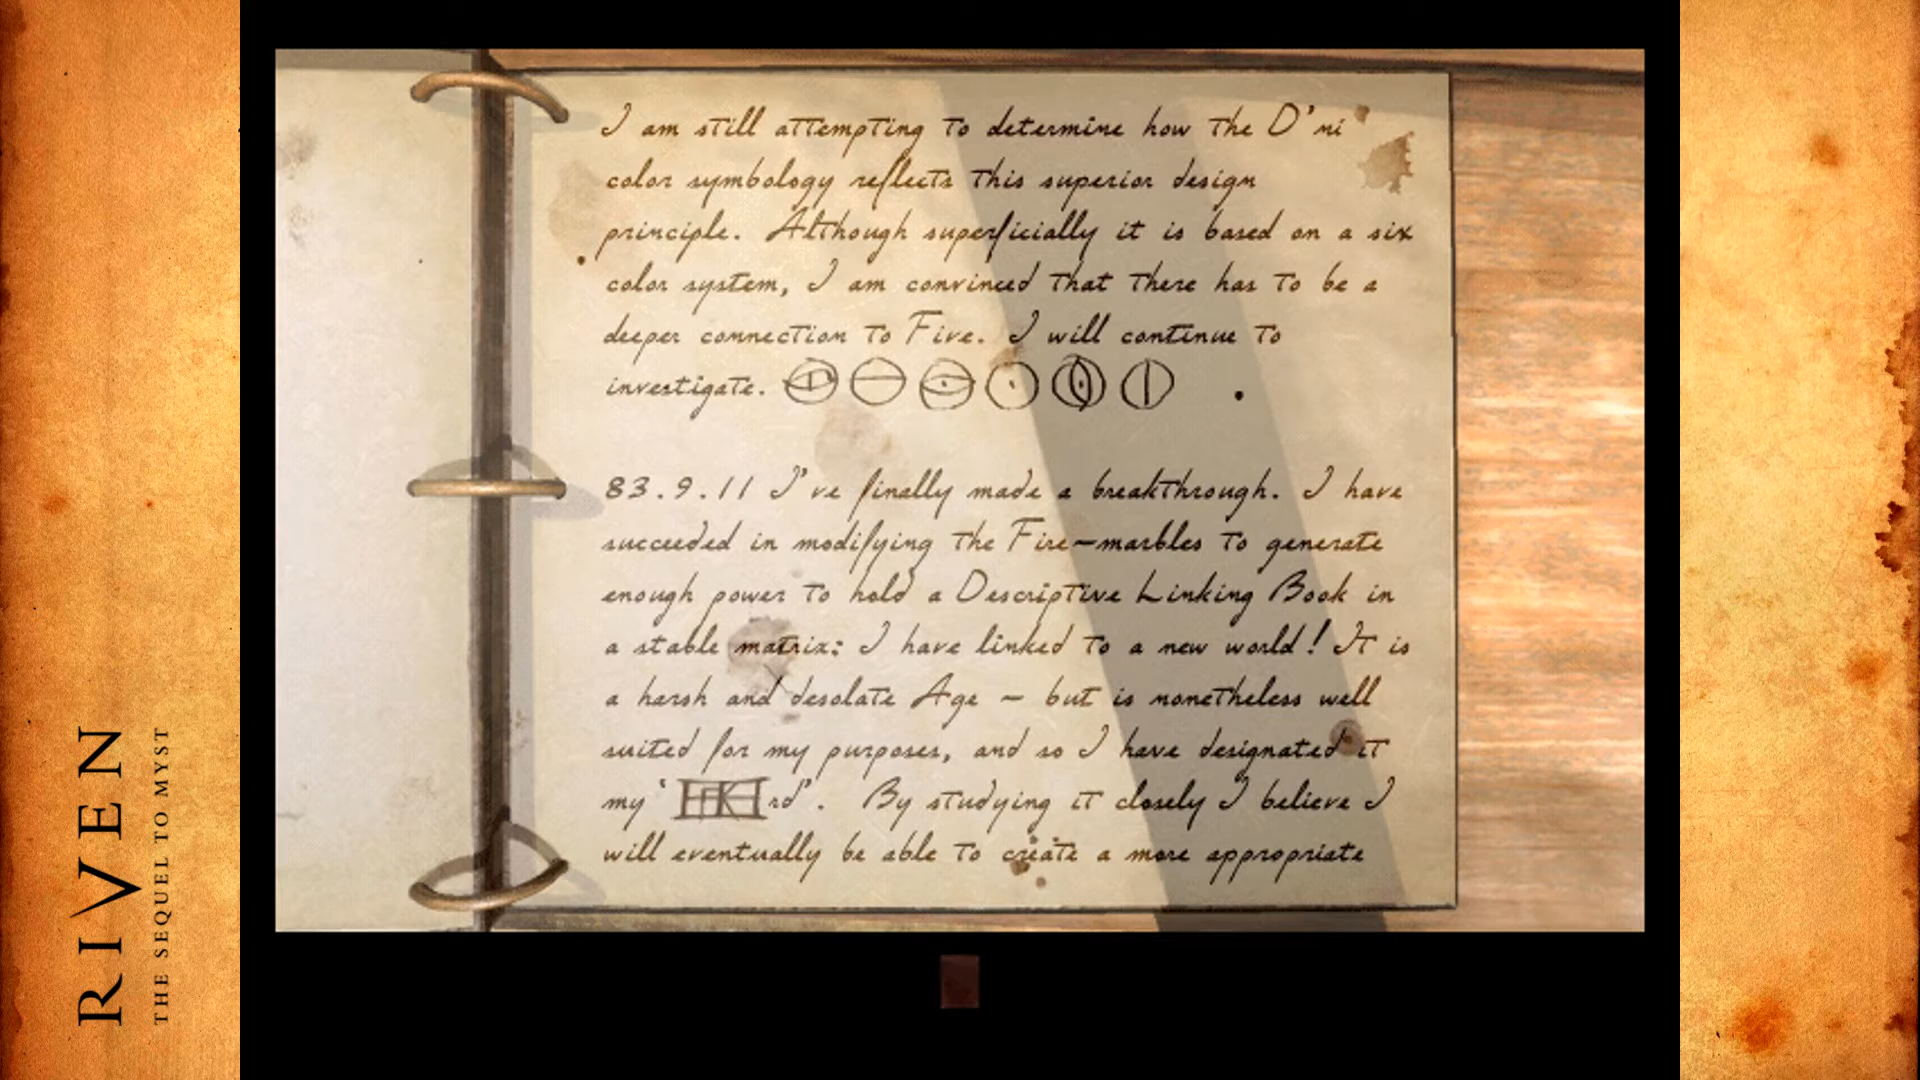 I am still attempting to determine how the D'ni
color symbology reflects this superior design
principle. Although superficially it is based on a six
color system, I am convinced that there has to be a
deeper connection to Five. I will continue to
investigate.
83.9.11 I've finally made a breakthrough. I have
succeeded in modifying the Fire-marbles to generate
enough power to hold a Descriptive Linking Book in
a stable matrix: I have linked to a new world! It is
a harsh and desolate Age - but is nonetheless well
suited for my purposes, and so I have designated it
my ' rd'. By studying it closely I believe I
will eventually be able to create a more appropriate
RIVEN
THE SEQUEL TO MYST